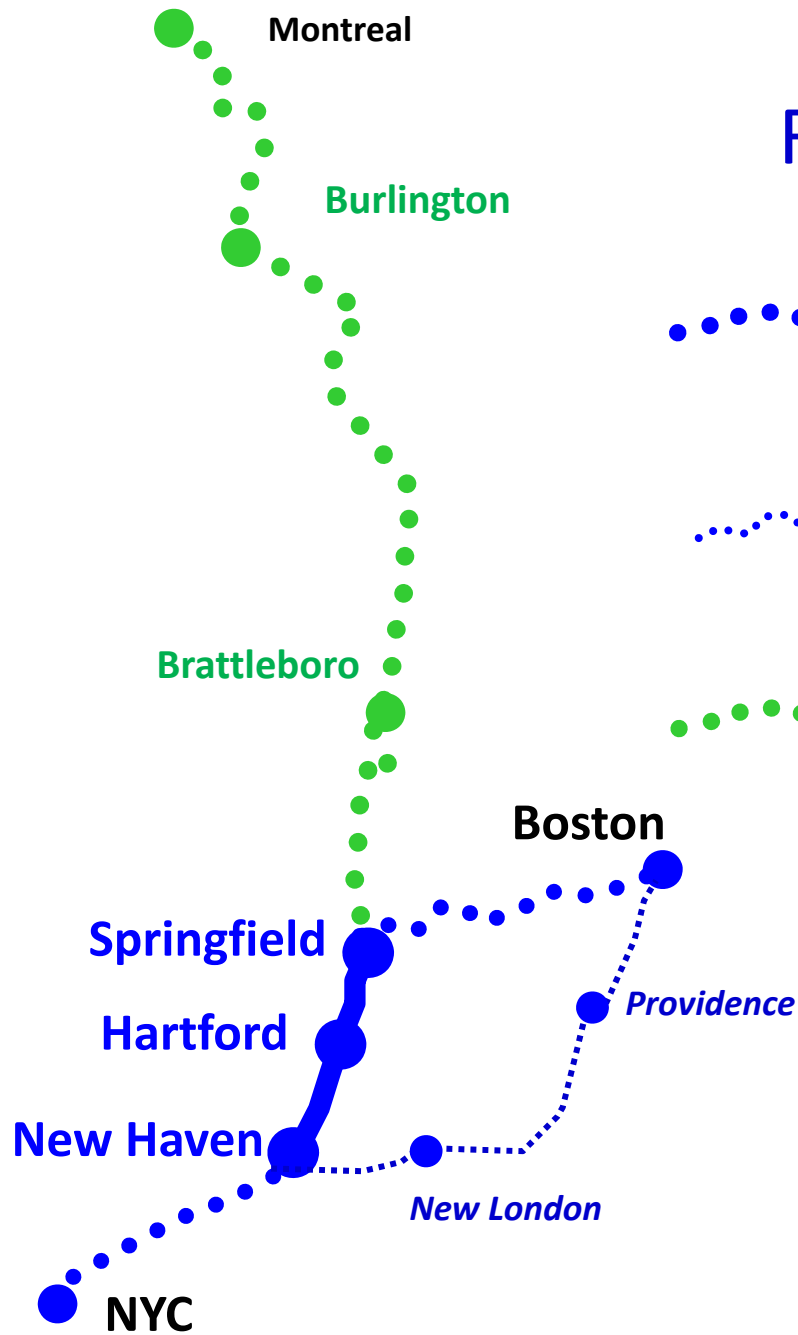 Montreal
Burlington
Brattleboro
Boston
Springfield
Providence
Hartford
New Haven
New London
NYC